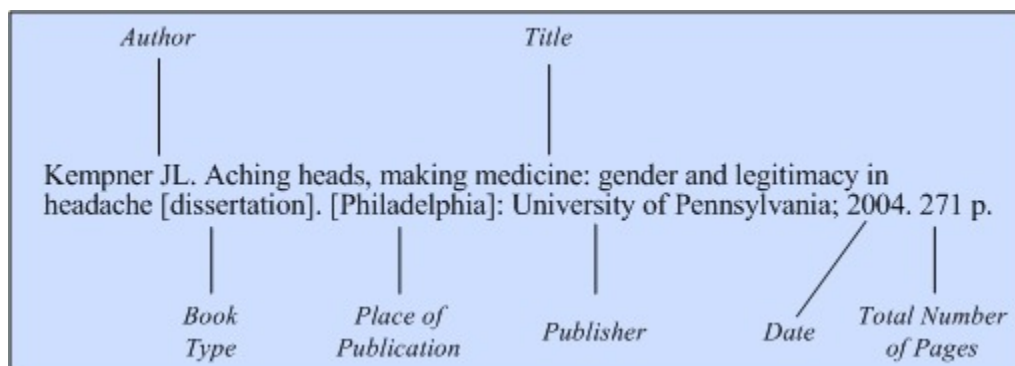 Author Title
Kempner JL. Aching heads, making medicine: gender and legitimacy in
headache [dissertation]. [Philadelphia]: University of Pennsylvania; 2004. 271 p.
Book Place of Publisher Date Total Number
Type Publication of Pages